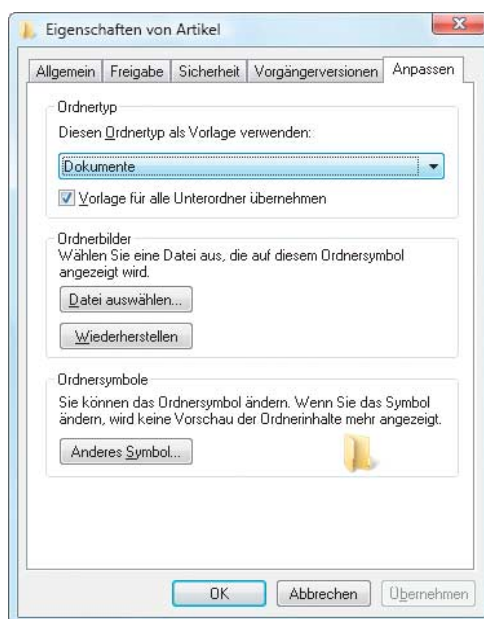 Eigenschaften von Artikel
Allgemein Freigabe Sicherheit Vorgängerversionen Anpassen
Ordnertyp
Diesen Ordnertyp als Vorlage verwenden:
Dokumente
Vorlage für alle Unterordner übernehmen
Ordnerbilder
Wählen Sie eine Datei aus, die auf diesem Ordnersymbol
angezeigt wird.
Datei auswählen...
Wiederherstellen
Ordnersymbole
Sie können das Ordnersymbol ändern. Wenn Sie das Symbol
ändern, wird keine Vorschau der Ordnerinhalte mehr angezeigt.
Anderes Symbol...
OK Abbrechen Übernehmen